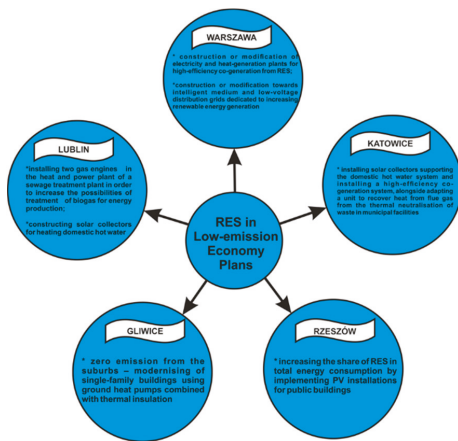 WARSZAWA
* construction or modification of
electricity and heat-generation plants for
high-efficiency co-generation from RES;
*construction or modification towards
intelligent medium and low-voltage
distribution grids dedicated to increasing
renewable energy generation
LUBLIN
*installing two gas engines in
the heat and power plant of a
sewage treatment plant in order
to increase the possibilities of
treatment of biogas for energy
production;
*constructing solar collectors
for healing domestic hot water
KATOWICE
* installing solar collectors supporting
the domestic hot water system and
installing a high-efficiency co-
generation system, alongside adapting
a unit to recover heat from flue gas
from the thermal neutralisation of
waste in municipal facilities
RES in
Low-emission
Economy
Plans
GLIWICE
* zero emission from the
suburbs – modernising of
single-family buildings using
ground heat pumps combined
with thermal insulation
RZESZÓW
* increasing the share of RES in
total energy consumption by
implementing PV installations
for public buildings